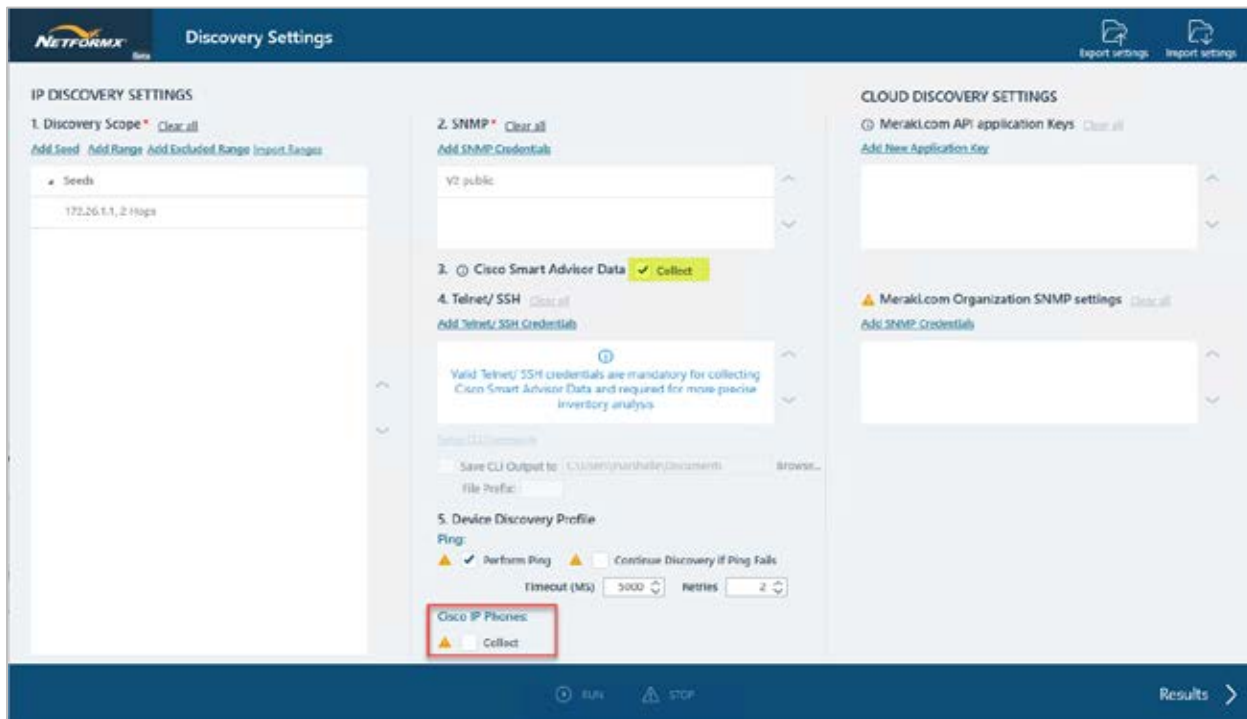 NETFORMX
Beta
Discovery Settings
Export settings
Import settings
IP DISCOVERY SETTINGS
1. Discovery Scope* Clear all
Add Seed Add Range Add Excluded Range Import Ranges
Seeds
172.26.1.1, 2 Hops
2. SNMP* Clear all
Add SNMP Credentials
V2 public
3. Cisco Smart Advisor Data Collect
4. Telnet/ SSH Clear all
Add Telnet/ SSH Credentials
Valid Telnet/ SSH credentials are mandatory for collecting
Cisco Smart Advisor Data and required for more precise
inventory analysis
Save CLI Output to
Browse...
File Prefix:
5. Device Discovery Profile
Ping:
Perform Ping Continue Discovery if Ping Fails
Timeout (MS) 5000 Retries 2
Cisco IP Phones:
Collect
CLOUD DISCOVERY SETTINGS
Meraki.com API application Keys Clear all
Add New Application Key
Meraki.com Organization SNMP settings Clear all
Add SNMP Credentials
RUN
STOP
Results